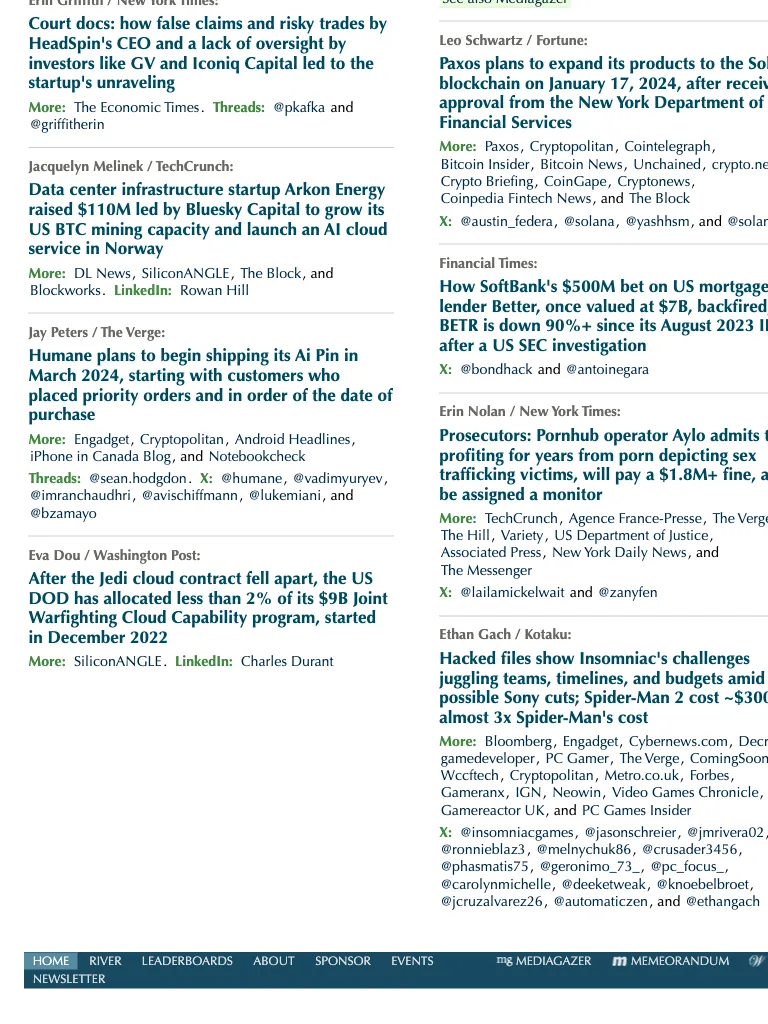 Erin Griffith / New York Times:
Court docs: how false claims and risky trades by
HeadSpin's CEO and a lack of oversight by
investors like GV and Iconiq Capital led to the
startup's unraveling
More: The Economic Times. Threads: @pkafka and
@griffitherin
Jacquelyn Melinek / TechCrunch:
Data center infrastructure startup Arkon Energy
raised $110M led by Bluesky Capital to grow its
US BTC mining capacity and launch an AI cloud
service in Norway
More: DL News, SiliconANGLE, The Block, and
Blockworks. LinkedIn: Rowan Hill
Jay Peters / The Verge:
Humane plans to begin shipping its Ai Pin in
March 2024, starting with customers who
placed priority orders and in order of the date of
purchase
More: Engadget, Cryptopolitan, Android Headlines,
iPhone in Canada Blog, and Notebookcheck
Threads: @sean.hodgdon. X: @humane, @vadimyuryev,
@imranchaudhri, @avischiffmann, @lukemiani, and
@bzamayo
Eva Dou / Washington Post:
After the Jedi cloud contract fell apart, the US
DOD has allocated less than 2% of its $9B Joint
Warfighting Cloud Capability program, started
in December 2022
More: SiliconANGLE. LinkedIn: Charles Durant
See also Mediagazer
Leo Schwartz / Fortune:
Paxos plans to expand its products to the Sol
blockchain on January 17, 2024, after receiv
approval from the New York Department of
Financial Services
More: Paxos, Cryptopolitan, Cointelegraph,
Bitcoin Insider, Bitcoin News, Unchained, crypto.ne
Crypto Briefing, CoinGape, Cryptonews,
Coinpedia Fintech News, and The Block
X: @austin_federa, @solana, @yashhsm, and @solan
Financial Times:
How SoftBank's $500M bet on US mortgage
lender Better, once valued at $7B, backfired,
BETR is down 90%+ since its August 2023 I
after a US SEC investigation
X: @bondhack and @antoinegara
Erin Nolan / New York Times:
Prosecutors: Pornhub operator Aylo admits t
profiting for years from porn depicting sex
trafficking victims, will pay a $1.8M+ fine, a
be assigned a monitor
More: TechCrunch, Agence France-Presse, The Verge
The Hill, Variety, US Department of Justice,
Associated Press, New York Daily News, and
The Messenger
X: @lailamickelwait and @zanyfen
Ethan Gach / Kotaku:
Hacked files show Insomniac's challenges
juggling teams, timelines, and budgets amid
possible Sony cuts; Spider-Man 2 cost ~$300
almost 3x Spider-Man's cost
More: Bloomberg, Engadget, Cybernews.com, Decr
gamedeveloper, PC Gamer, The Verge, ComingSoon
Wccftech, Cryptopolitan, Metro.co.uk, Forbes,
Gameranx, IGN, Neowin, Video Games Chronicle,
Gamereactor UK, and PC Games Insider
X: @insomniacgames, @jasonschreier, @jmrivera02,
@ronnieblaz3, @melnychuk86, @crusader3456,
@phasmatis75, @geronimo_73_, @pc_focus_,
@carolynmichelle, @deeketweak, @knoebelbroet,
@jcruzalvarez26, @automaticzen, and @ethangach
HOME RIVER LEADERBOARDS ABOUT SPONSOR EVENTS mg MEDIAGAZER m MEMEORANDUM W
NEWSLETTER